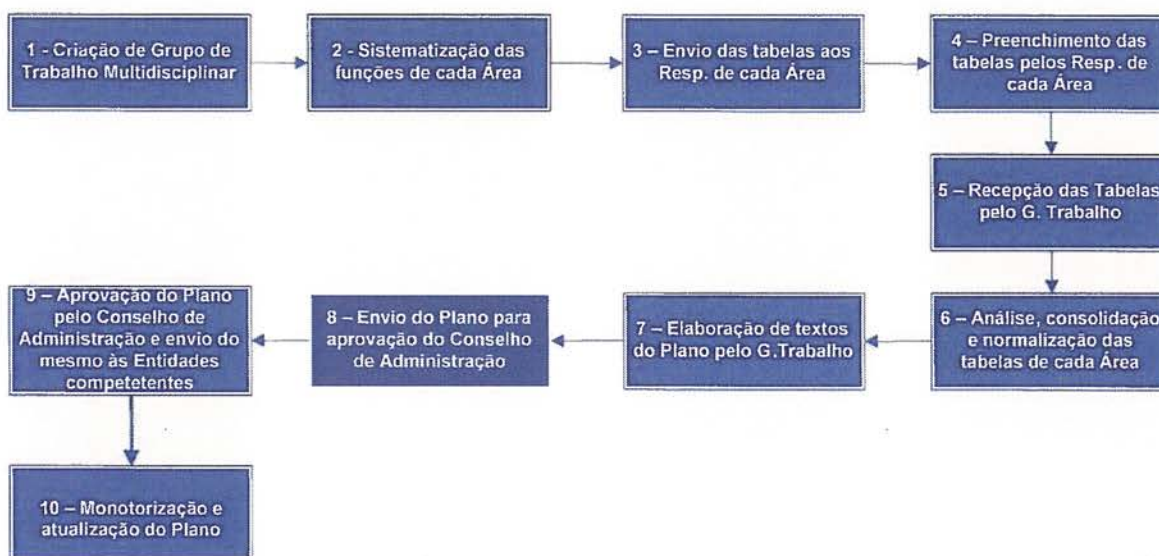 1 - Criação de Grupo de
Trabalho Multidisciplinar
2 - Sistematização das
funções de cada Área
3 – Envio das tabelas aos
Resp. de cada Área
4 – Preenchimento das
tabelas pelos Resp. de
cada Área
5 – Recepção das Tabelas
pelo G. Trabalho
6 – Análise, consolidação
e normalização das
tabelas de cada Área
7 – Elaboração de textos
do Plano pelo G.Trabalho
8 – Envio do Plano para
aprovação do Conselho
de Administração
9 – Aprovação do Plano
pelo Conselho de
Administração e envio do
mesmo às Entidades
competetentes
10 – Monotorização e
atualização do Plano